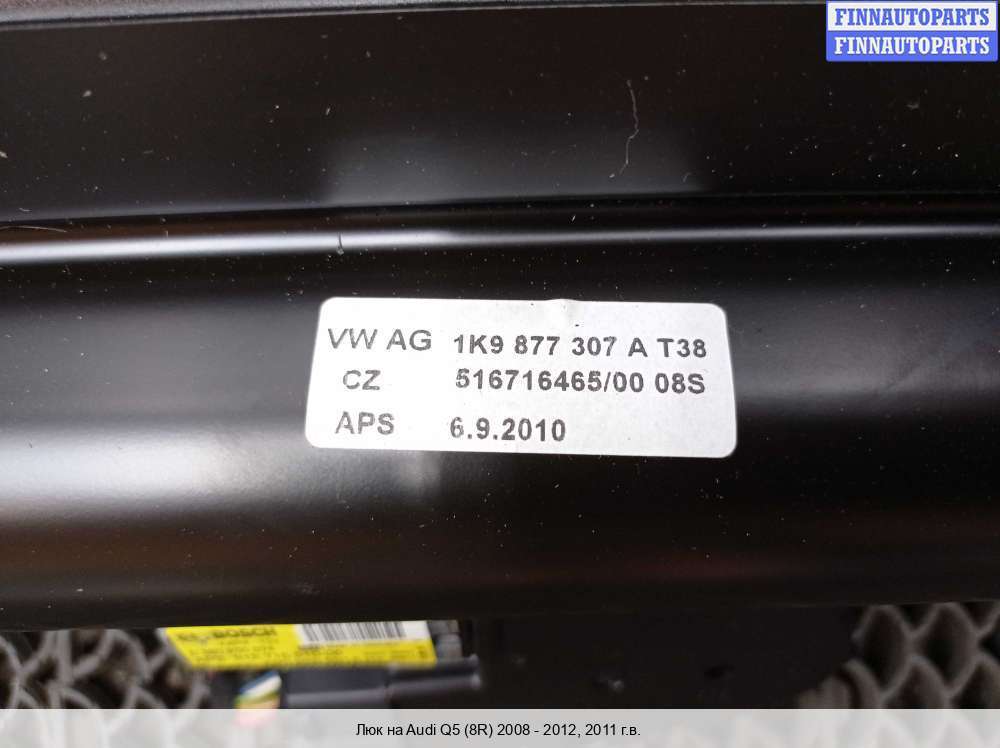 FINNAUTOPARTS
FINNAUTOPARTS
VW AG 1K9 877 307 A T38
CZ 516716465/00 08S
APS 6.9.2010
BOSCH
Люк на Audi Q5 (8R) 2008 - 2012, 2011 г.в.